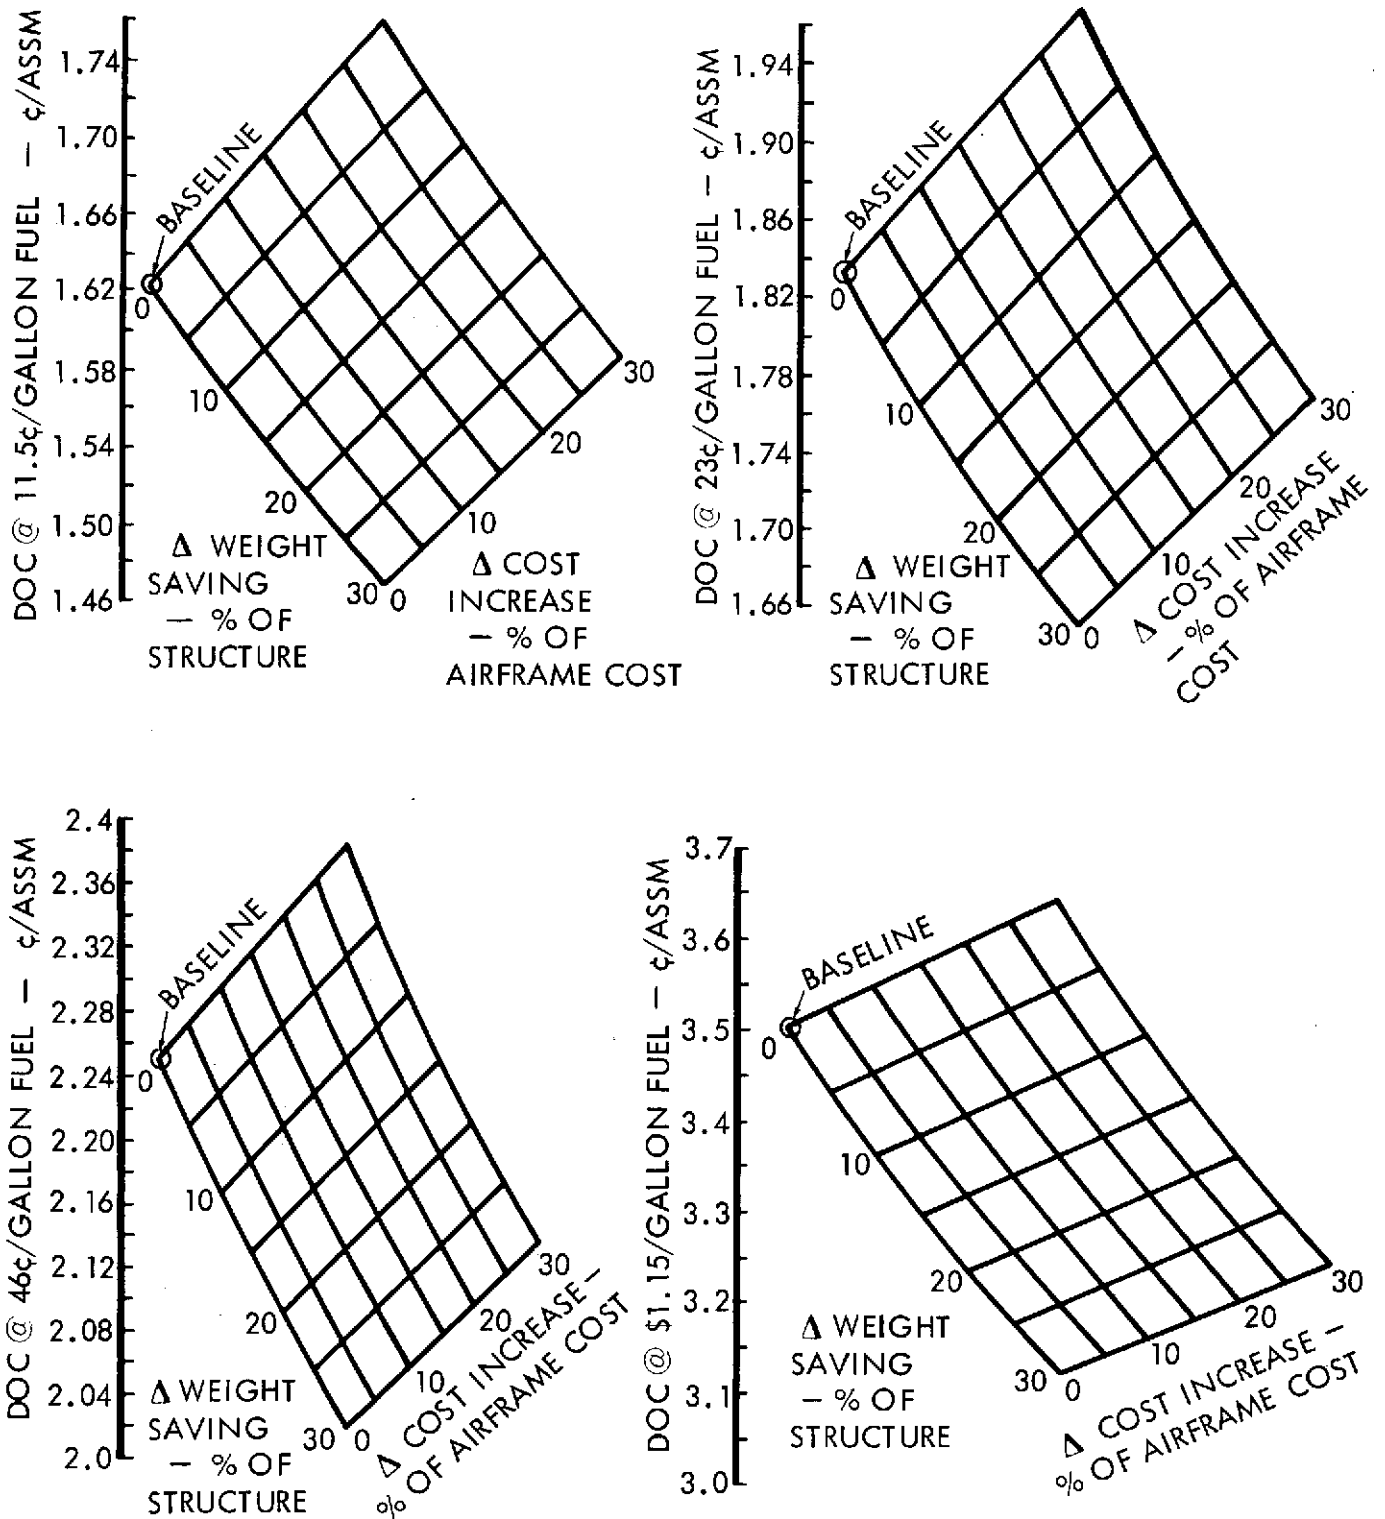 DOC @ 11.5¢/GALLON FUEL — ¢/ASSM
1.74
1.70
1.66
1.62
1.58
1.54
1.50
1.46
BASELINE
0
10
20
30
0
10
20
30
Δ WEIGHT
SAVING
— % OF
STRUCTURE
Δ COST
INCREASE
— % OF
AIRFRAME COST
DOC @ 23¢/GALLON FUEL — ¢/ASSM
1.94
1.90
1.86
1.82
1.78
1.74
1.70
1.66
BASELINE
0
10
20
30
0
10
20
30
Δ WEIGHT
SAVING
— % OF
STRUCTURE
Δ COST INCREASE
— % OF AIRFRAME
COST
DOC @ 46¢/GALLON FUEL — ¢/ASSM
2.4
2.36
2.32
2.28
2.24
2.20
2.16
2.12
2.08
2.04
2.0
BASELINE
0
10
20
30
0
10
20
30
Δ WEIGHT
SAVING
— % OF
STRUCTURE
Δ COST INCREASE —
% OF AIRFRAME COST
DOC @ $1.15/GALLON FUEL — ¢/ASSM
3.7
3.6
3.5
3.4
3.3
3.2
3.1
3.0
BASELINE
0
10
20
30
0
10
20
30
Δ WEIGHT
SAVING
— % OF
STRUCTURE
Δ COST INCREASE —
% OF AIRFRAME COST